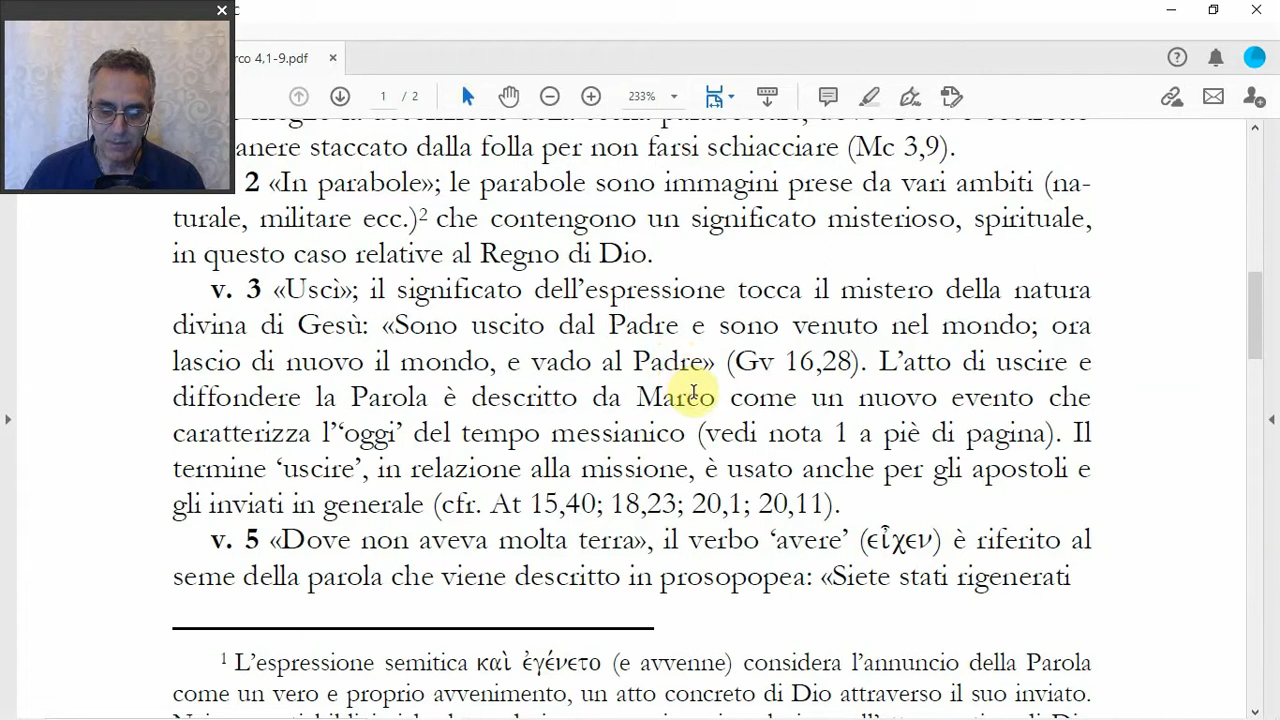 rco 4,1-9.pdf
1 / 2
233%
anere staccato dalla folla per non farsi schiacciare (Mc 3,9).
2 «In parabole»; le parabole sono immagini prese da vari ambiti (na-
turale, militare ecc.)² che contengono un significato misterioso, spirituale,
in questo caso relative al Regno di Dio.
v. 3 «Uscì»; il significato dell’espressione tocca il mistero della natura
divina di Gesù: «Sono uscito dal Padre e sono venuto nel mondo; ora
lascio di nuovo il mondo, e vado al Padre» (Gv 16,28). L’atto di uscire e
diffondere la Parola è descritto da Marco come un nuovo evento che
caratterizza l’‘oggi’ del tempo messianico (vedi nota 1 a piè di pagina). Il
termine ‘uscire’, in relazione alla missione, è usato anche per gli apostoli e
gli inviati in generale (cfr. At 15,40; 18,23; 20,1; 20,11).
v. 5 «Dove non aveva molta terra», il verbo ‘avere’ (εἶχεν) è riferito al
seme della parola che viene descritto in prosopopea: «Siete stati rigenerati
¹ L’espressione semitica καὶ ἐγένετο (e avvenne) considera l’annuncio della Parola
come un vero e proprio avvenimento, un atto concreto di Dio attraverso il suo inviato.